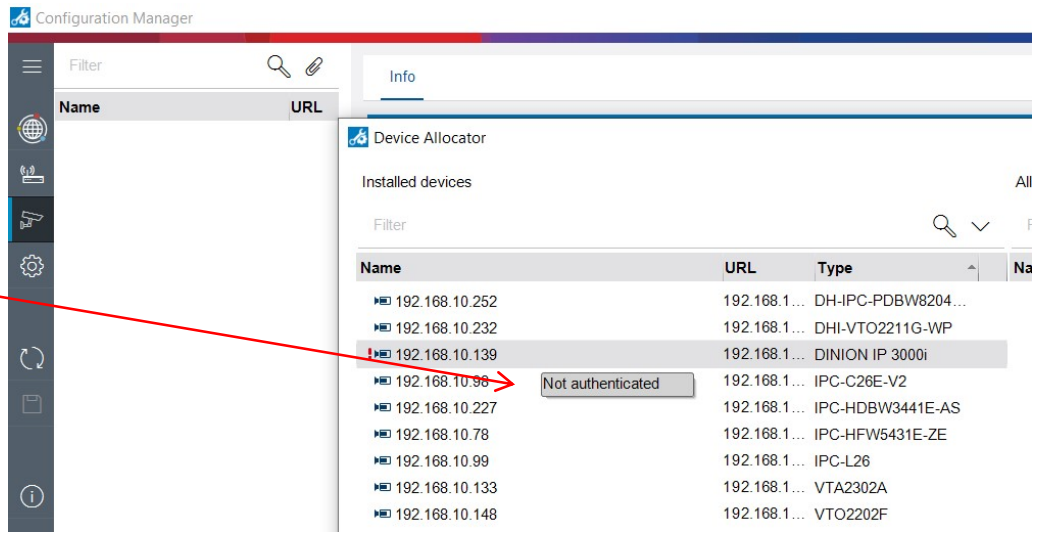 Configuration Manager
Filter
Info
Name URL
Device Allocator
Installed devices All
Filter F
Name URL Type Na
192.168.10.252 192.168.1... DH-IPC-PDBW8204...
192.168.10.232 192.168.1... DHI-VTO2211G-WP
! 192.168.10.139 192.168.1... DINION IP 3000i
192.168.10.98 Not authenticated 192.168.1... IPC-C26E-V2
192.168.10.227 192.168.1... IPC-HDBW3441E-AS
192.168.10.78 192.168.1... IPC-HFW5431E-ZE
192.168.10.99 192.168.1... IPC-L26
192.168.10.133 192.168.1... VTA2302A
192.168.10.148 192.168.1... VTO2202F